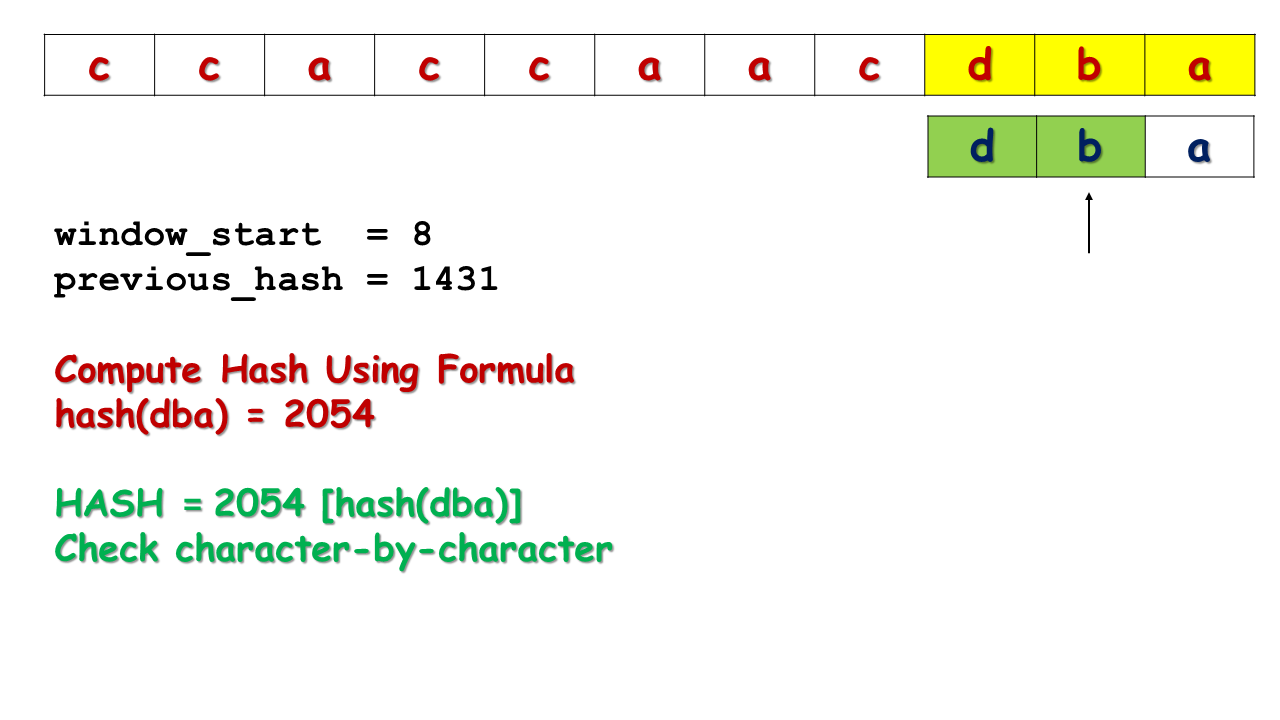 c c a c c a a c d b a
d b a
window_start = 8
previous_hash = 1431
Compute Hash Using Formula
hash(dba) = 2054
HASH = 2054 [hash(dba)]
Check character-by-character